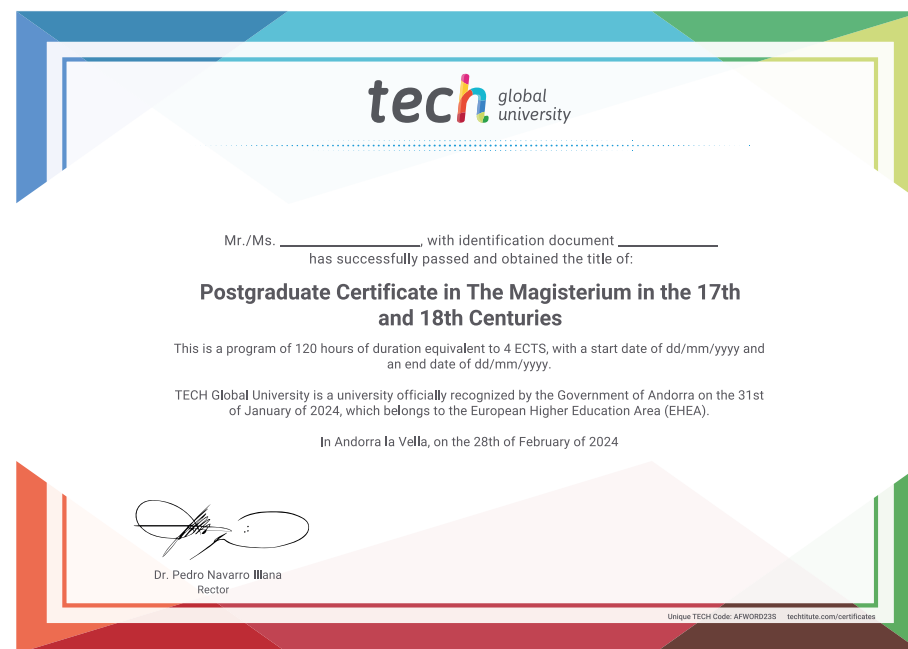 tech global
university
Mr./Ms. ____________, with identification document ____________
has successfully passed and obtained the title of:
Postgraduate Certificate in The Magisterium in the 17th
and 18th Centuries
This is a program of 120 hours of duration equivalent to 4 ECTS, with a start date of dd/mm/yyyy and
an end date of dd/mm/yyyy.
TECH Global University is a university officially recognized by the Government of Andorra on the 31st
of January of 2024, which belongs to the European Higher Education Area (EHEA).
In Andorra la Vella, on the 28th of February of 2024
Dr. Pedro Navarro Illana
Rector
Unique TECH Code: AFWORD23S techtitute.com/certificates